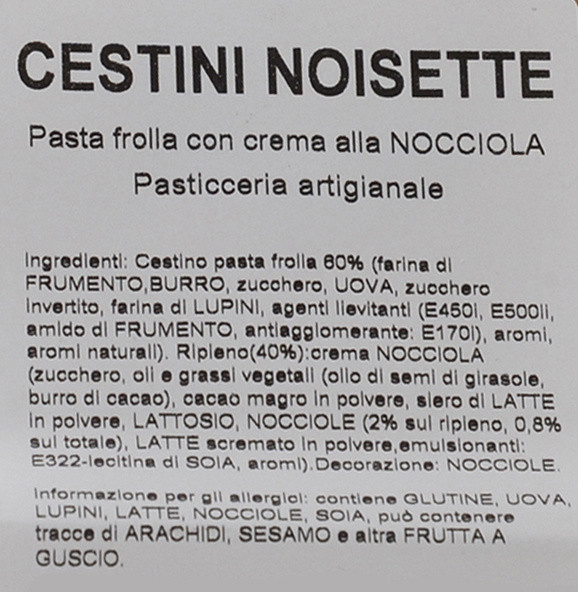 CESTINI NOISETTE
Pasta frolla con crema alla NOCCIOLA
Pasticceria artigianale
Ingredienti: Cestino pasta frolla 60% (farina di
FRUMENTO,BURRO, zucchero, UOVA, zucchero
invertito, farina di LUPINI, agenti lievitanti (E450i, E500ii,
amido di FRUMENTO, antiagglomerante: E170i), aromi,
aromi naturali). Ripieno(40%):crema NOCCIOLA
(zucchero, oli e grassi vegetali (olio di semi di girasole,
burro di cacao), cacao magro in polvere, siero di LATTE
in polvere, LATTOSIO, NOCCIOLE (2% sul ripieno, 0,8%
sul totale), LATTE scremato in polvere,emulsionanti:
E322-lecitina di SOIA, aromi).Decorazione: NOCCIOLE.
Informazione per gli allergici: contiene GLUTINE, UOVA,
LUPINI, LATTE, NOCCIOLE, SOIA, può contenere
tracce di ARACHIDI, SESAMO e altra FRUTTA A
GUSCIO.